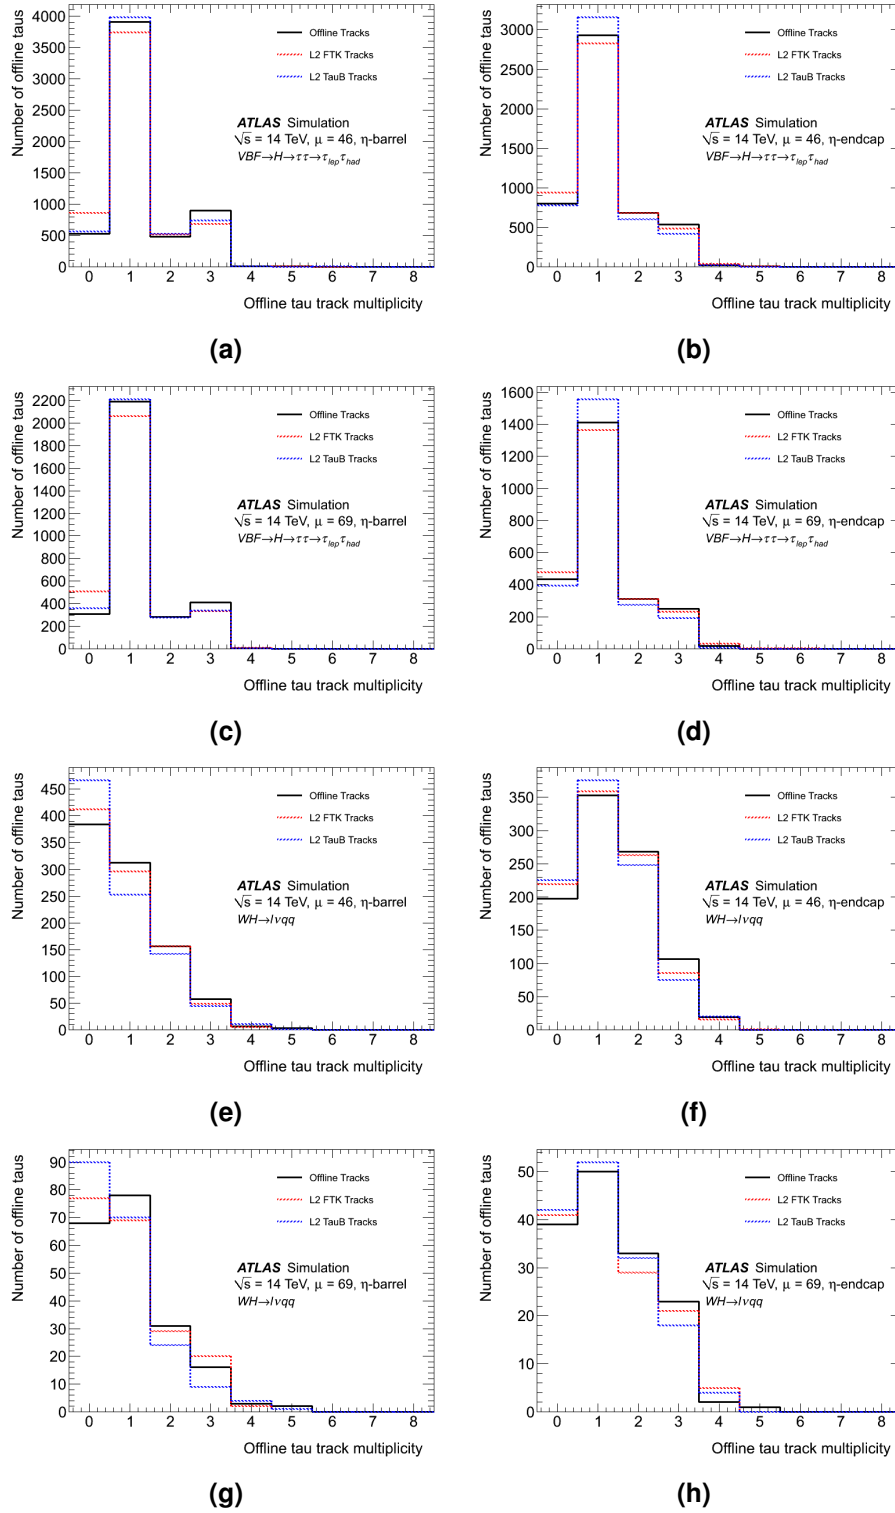 Number of offline taus
4000
3500
3000
2500
2000
1500
1000
500
0
Offline Tracks
L2 FTK Tracks
L2 TauB Tracks
ATLAS Simulation
√s = 14 TeV, μ = 46, η-barrel
VBF→H→ττ→τlepτhad
0 1 2 3 4 5 6 7 8
Offline tau track multiplicity
(a)
Number of offline taus
3000
2500
2000
1500
1000
500
0
Offline Tracks
L2 FTK Tracks
L2 TauB Tracks
ATLAS Simulation
√s = 14 TeV, μ = 46, η-endcap
VBF→H→ττ→τlepτhad
0 1 2 3 4 5 6 7 8
Offline tau track multiplicity
(b)
Number of offline taus
2200
2000
1800
1600
1400
1200
1000
800
600
400
200
0
Offline Tracks
L2 FTK Tracks
L2 TauB Tracks
ATLAS Simulation
√s = 14 TeV, μ = 69, η-barrel
VBF→H→ττ→τlepτhad
0 1 2 3 4 5 6 7 8
Offline tau track multiplicity
(c)
Number of offline taus
1600
1400
1200
1000
800
600
400
200
0
Offline Tracks
L2 FTK Tracks
L2 TauB Tracks
ATLAS Simulation
√s = 14 TeV, μ = 69, η-endcap
VBF→H→ττ→τlepτhad
0 1 2 3 4 5 6 7 8
Offline tau track multiplicity
(d)
Number of offline taus
450
400
350
300
250
200
150
100
50
0
Offline Tracks
L2 FTK Tracks
L2 TauB Tracks
ATLAS Simulation
√s = 14 TeV, μ = 46, η-barrel
WH→lνqq
0 1 2 3 4 5 6 7 8
Offline tau track multiplicity
(e)
Number of offline taus
350
300
250
200
150
100
50
0
Offline Tracks
L2 FTK Tracks
L2 TauB Tracks
ATLAS Simulation
√s = 14 TeV, μ = 46, η-endcap
WH→lνqq
0 1 2 3 4 5 6 7 8
Offline tau track multiplicity
(f)
Number of offline taus
90
80
70
60
50
40
30
20
10
0
Offline Tracks
L2 FTK Tracks
L2 TauB Tracks
ATLAS Simulation
√s = 14 TeV, μ = 69, η-barrel
WH→lνqq
0 1 2 3 4 5 6 7 8
Offline tau track multiplicity
(g)
Number of offline taus
50
40
30
20
10
0
Offline Tracks
L2 FTK Tracks
L2 TauB Tracks
ATLAS Simulation
√s = 14 TeV, μ = 69, η-endcap
WH→lνqq
0 1 2 3 4 5 6 7 8
Offline tau track multiplicity
(h)